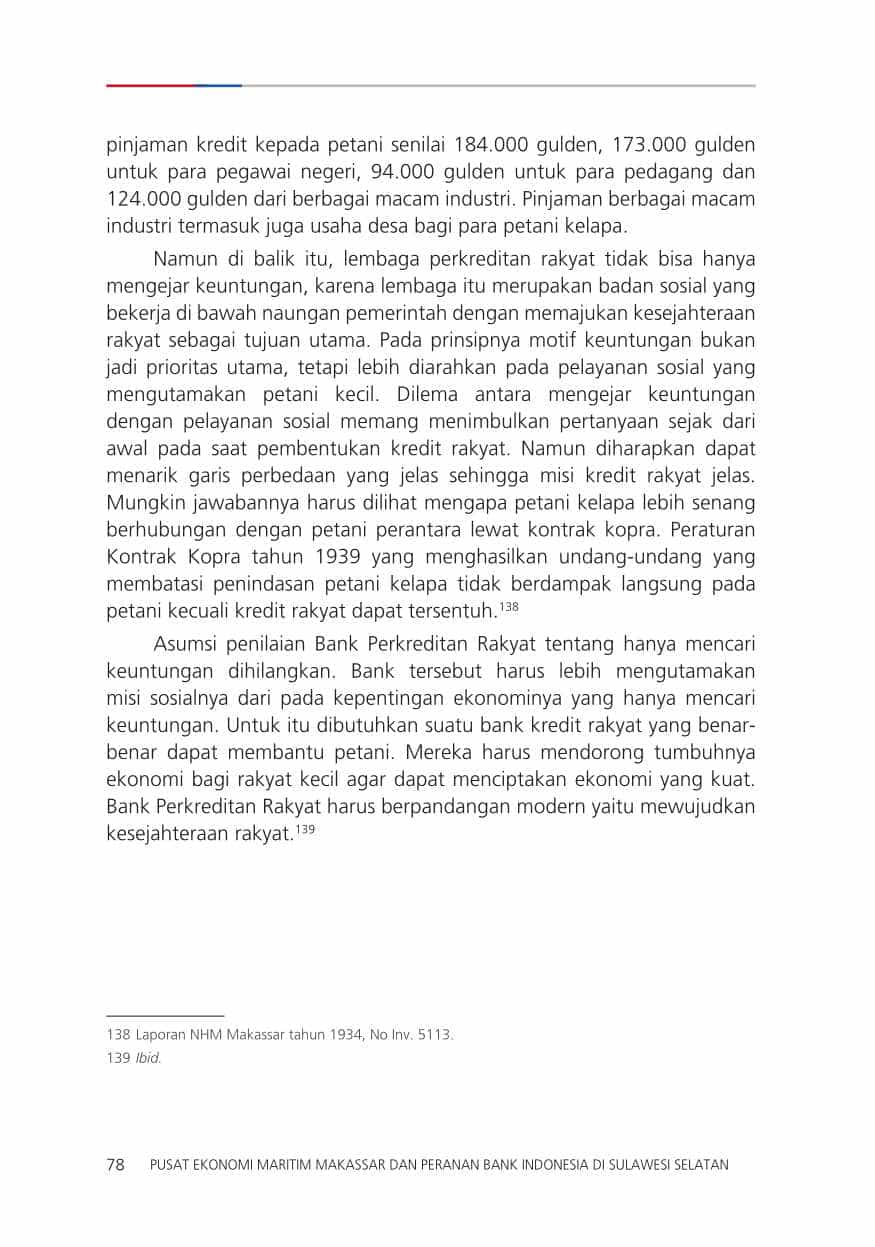 pinjaman kredit kepada petani senilai 184.000 gulden, 173.000 gulden
untuk para pegawai negeri, 94.000 gulden untuk para pedagang dan
124.000 gulden dari berbagai macam industri. Pinjaman berbagai macam
industri termasuk juga usaha desa bagi para petani kelapa.
Namun di balik itu, lembaga perkreditan rakyat tidak bisa hanya
mengejar keuntungan, karena lembaga itu merupakan badan sosial yang
bekerja di bawah naungan pemerintah dengan memajukan kesejahteraan
rakyat sebagai tujuan utama. Pada prinsipnya motif keuntungan bukan
jadi prioritas utama, tetapi lebih diarahkan pada pelayanan sosial yang
mengutamakan petani kecil. Dilema antara mengejar keuntungan
dengan pelayanan sosial memang menimbulkan pertanyaan sejak dari
awal pada saat pembentukan kredit rakyat. Namun diharapkan dapat
menarik garis perbedaan yang jelas sehingga misi kredit rakyat jelas.
Mungkin jawabannya harus dilihat mengapa petani kelapa lebih senang
berhubungan dengan petani perantara lewat kontrak kopra. Peraturan
Kontrak Kopra tahun 1939 yang menghasilkan undang-undang yang
membatasi penindasan petani kelapa tidak berdampak langsung pada
petani kecuali kredit rakyat dapat tersentuh.138
Asumsi penilaian Bank Perkreditan Rakyat tentang hanya mencari
keuntungan dihilangkan. Bank tersebut harus lebih mengutamakan
misi sosialnya dari pada kepentingan ekonominya yang hanya mencari
keuntungan. Untuk itu dibutuhkan suatu bank kredit rakyat yang benar-
benar dapat membantu petani. Mereka harus mendorong tumbuhnya
ekonomi bagi rakyat kecil agar dapat menciptakan ekonomi yang kuat.
Bank Perkreditan Rakyat harus berpandangan modern yaitu mewujudkan
kesejahteraan rakyat.139
138 Laporan NHM Makassar tahun 1934, No Inv. 5113.
139 Ibid.
78 PUSAT EKONOMI MARITIM MAKASSAR DAN PERANAN BANK INDONESIA DI SULAWESI SELATAN